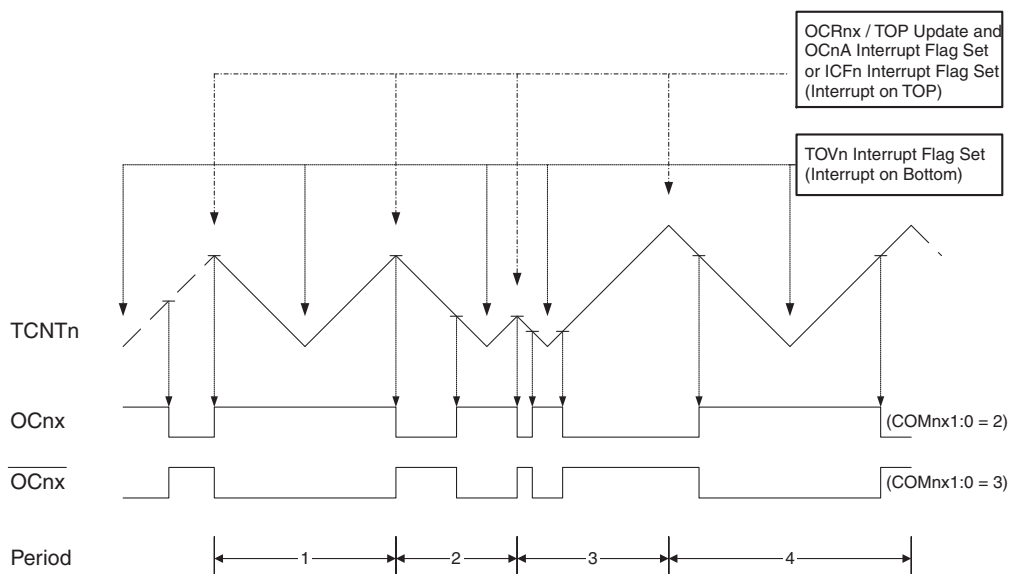 OCRnx / TOP Update and
OCnA Interrupt Flag Set
or ICFn Interrupt Flag Set
(Interrupt on TOP)
TOVn Interrupt Flag Set
(Interrupt on Bottom)
TCNTn
OCnx
(COMnx1:0 = 2)
OCnx
(COMnx1:0 = 3)
Period
1
2
3
4